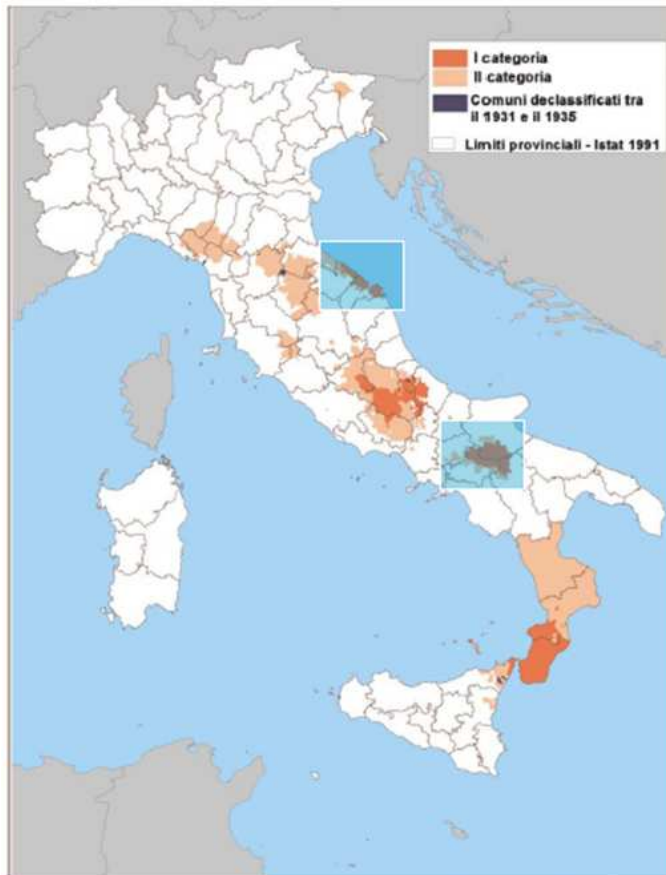 I categoria
II categoria
Comuni declassificati tra
il 1931 e il 1935
Limiti provinciali - Istat 1991